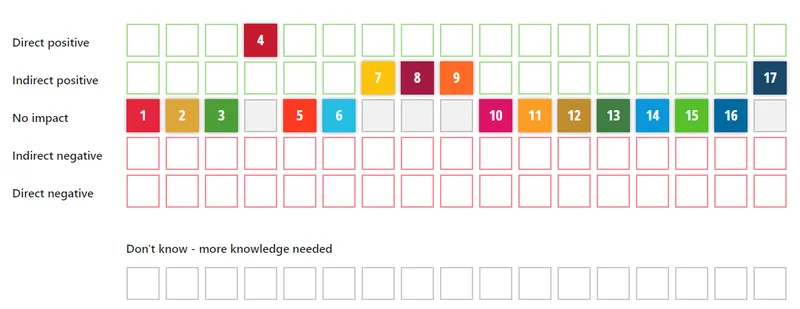 Direct positive 4
Indirect positive 7 8 9 17
No impact 1 2 3 5 6 10 11 12 13 14 15 16
Indirect negative
Direct negative
Don't know - more knowledge needed